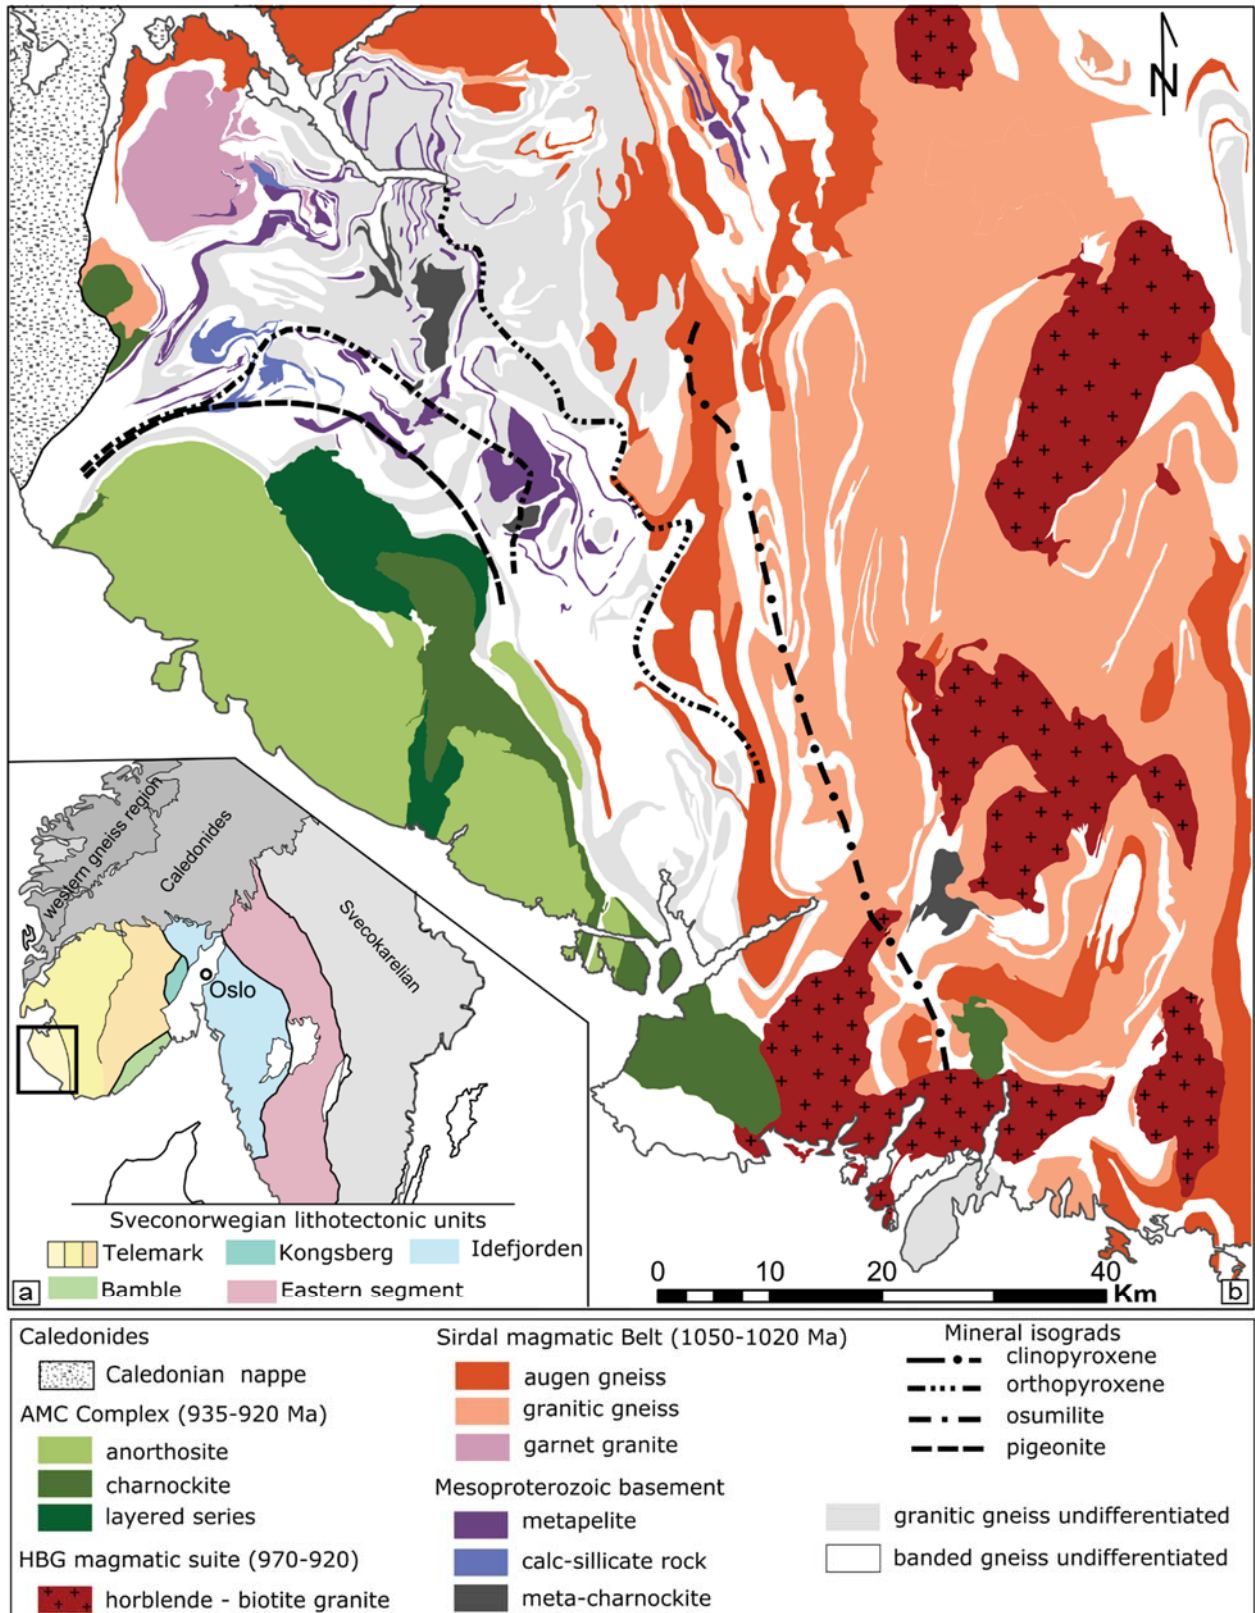 N
western gneiss region
Caledonides
Svecokarelian
Oslo
Sveconorwegian lithotectonic units
Telemark
Kongsberg
Idefjorden
Bamble
Eastern segment
a
0 10 20 40
Km
b
Caledonides
Caledonian nappe
AMC Complex (935-920 Ma)
anorthosite
charnockite
layered series
HBG magmatic suite (970-920)
horblende - biotite granite
Sirdal magmatic Belt (1050-1020 Ma)
augen gneiss
granitic gneiss
garnet granite
Mesoproterozoic basement
metapelite
calc-sillicate rock
meta-charnockite
Mineral isograds
clinopyroxene
orthopyroxene
osumilite
pigeonite
granitic gneiss undifferentiated
banded gneiss undifferentiated